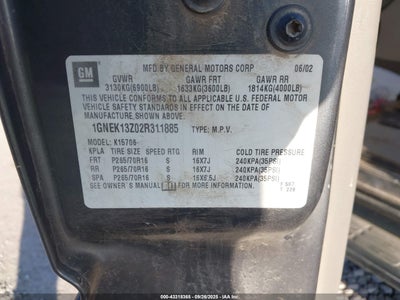 GM
MFD BY GENERAL MOTORS CORP 06/02
GVWR GAWR FRT GAWR RR
3130KG(6900LB) 1633KG(3600LB) 1814KG(4000LB)
THIS VEHICLE CONFORMS TO ALL APPLICABLE U.S. FEDERAL MOTOR
VEHICLE SAFETY STANDARDS IN EFFECT ON THE DATE OF
MANUFACTURE SHOWN ABOVE.
1GNEK13Z02R311885 TYPE: M.P.V.
MODEL: K15706
KPLA TIRE SIZE SPEED RTG RIM COLD TIRE PRESSURE
FRT P265/70R16 S 16X7J 240KPA(35PSI)
RR P265/70R16 S 16X7J 240KPA(35PSI)
SPA P265/70R16 S 16X6.5J 240KPA(35PSI)
SEE OWNER'S MANUAL FOR MORE INFORMATION.
000-43318365 - (09/26/2025) - IAAI.COM